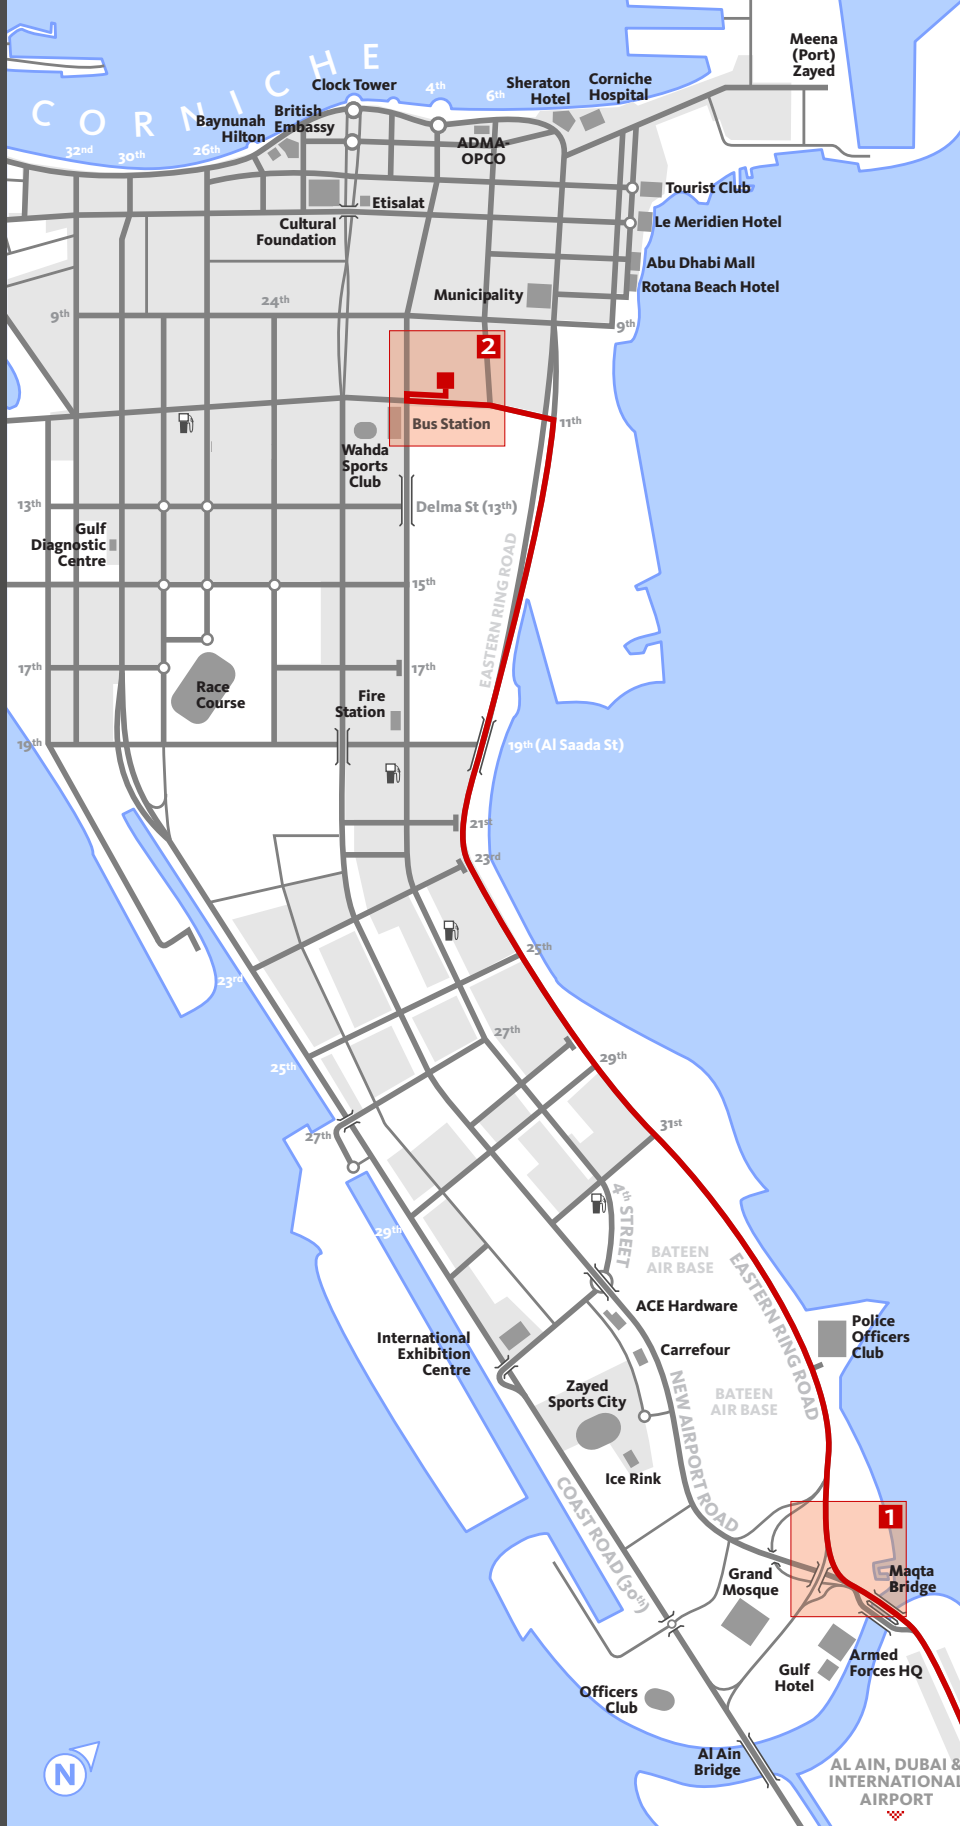 CORNICHE
Meena
(Port)
Zayed
Clock Tower
4th
6th
Sheraton
Hotel
Corniche
Hospital
British
Embassy
Baynunah
Hilton
32nd
30th
26th
ADMA-
OPCO
Tourist Club
Etisalat
Le Meridien Hotel
Cultural
Foundation
Abu Dhabi Mall
Rotana Beach Hotel
Municipality
24th
9th
9th
2
Bus Station
11th
Wahda
Sports
Club
13th
Delma St (13th)
Gulf
Diagnostic
Centre
EASTERN RING ROAD
15th
17th
17th
Race
Course
Fire
Station
19th
19th (Al Saada St)
21st
23rd
25th
23rd
27th
29th
25th
31st
27th
4th STREET
29th
BATEEN
AIR BASE
EASTERN RING ROAD
ACE Hardware
Police
Officers
Club
International
Exhibition
Centre
Carrefour
Zayed
Sports City
BATEEN
AIR BASE
NEW AIRPORT ROAD
Ice Rink
COAST ROAD (30th)
1
Grand
Mosque
Maqta
Bridge
Armed
Forces HQ
Gulf
Hotel
Officers
Club
Al Ain
Bridge
N
AL AIN, DUBAI &
INTERNATIONAL
AIRPORT